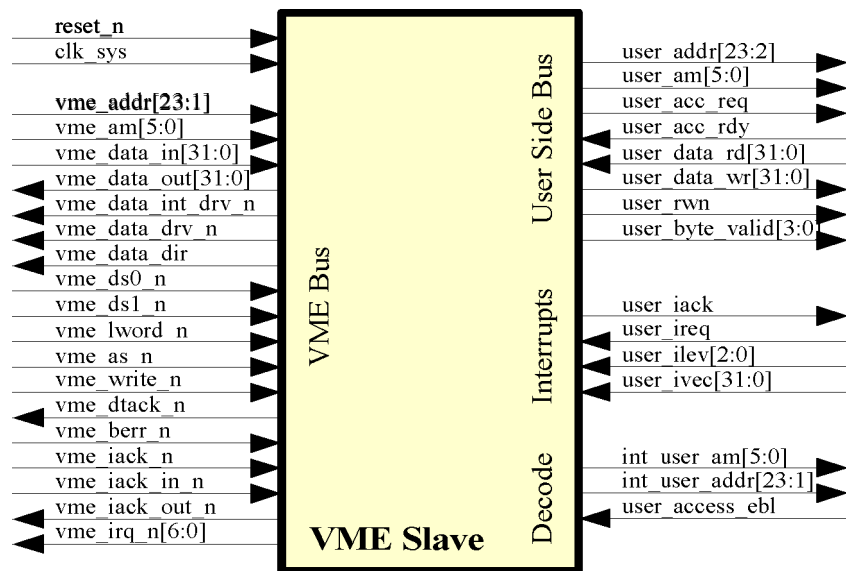 reset_n
clk_sys
vme_addr[23:1]
vme_am[5:0]
vme_data_in[31:0]
vme_data_out[31:0]
vme_data_int_drv_n
vme_data_drv_n
vme_data_dir
vme_ds0_n
vme_ds1_n
vme_lword_n
vme_as_n
vme_write_n
vme_dtack_n
vme_berr_n
vme_iack_n
vme_iack_in_n
vme_iack_out_n
vme_irq_n[6:0]
VME Bus
VME Slave
User Side Bus
Interrupts
Decode
user_addr[23:2]
user_am[5:0]
user_acc_req
user_acc_rdy
user_data_rd[31:0]
user_data_wr[31:0]
user_rwn
user_byte_valid[3:0]
user_iack
user_ireq
user_ilev[2:0]
user_ivec[31:0]
int_user_am[5:0]
int_user_addr[23:1]
user_access_ebl